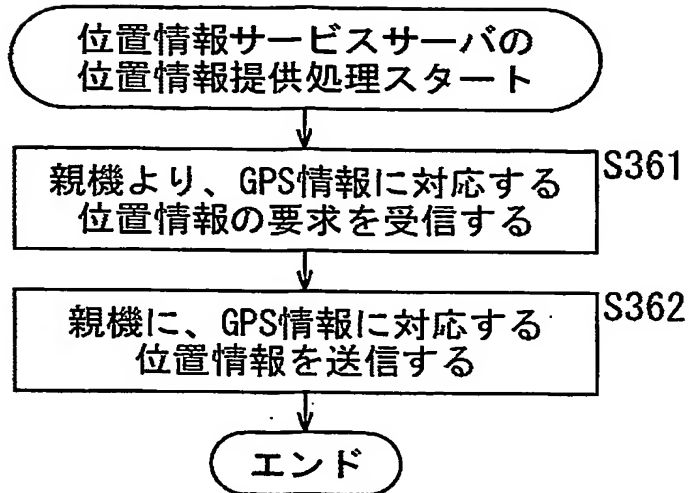 位置情報サービスサーバの
位置情報提供処理スタート
親機より、GPS情報に対応する
位置情報の要求を受信する
S361
親機に、GPS情報に対応する
位置情報を送信する
S362
エンド